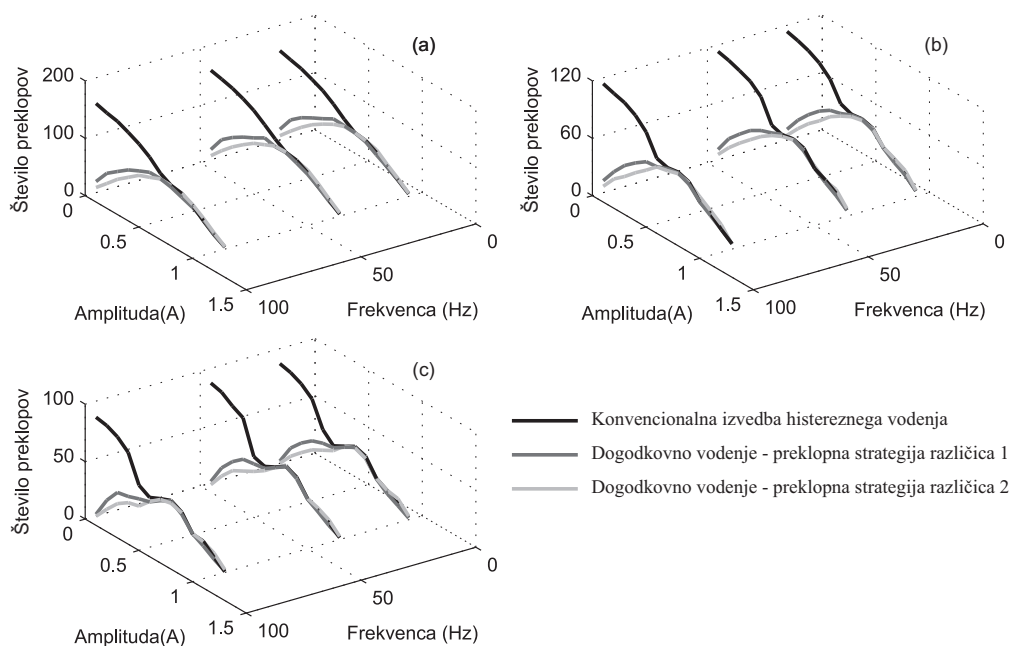 (a)
Število preklopov
200
100
0
0
0.5
1
1.5
Amplituda(A)
100
50
0
Frekvenca (Hz)
(b)
Število preklopov
120
60
0
0
0.5
1
1.5
Amplituda(A)
100
50
0
Frekvenca (Hz)
(c)
Število preklopov
100
50
0
0
0.5
1
1.5
Amplituda(A)
100
50
0
Frekvenca (Hz)
Konvencionalna izvedba histereznega vodenja
Dogodkovno vodenje - preklopna strategija različica 1
Dogodkovno vodenje - preklopna strategija različica 2